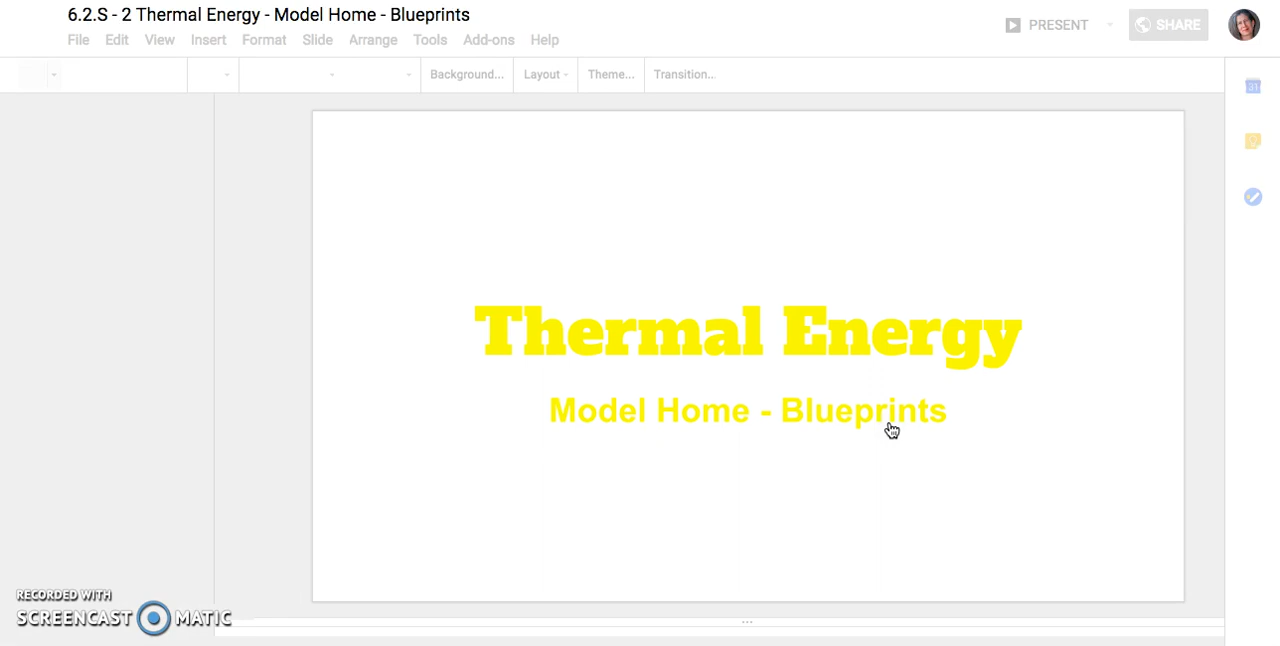 6.2.S - 2 Thermal Energy - Model Home - Blueprints
File Edit View Insert Format Slide Arrange Tools Add-ons Help
PRESENT
SHARE
Background... Layout Theme... Transition...
31
Thermal Energy
Model Home - Blueprints
RECORDED WITH
SCREENCAST MATIC